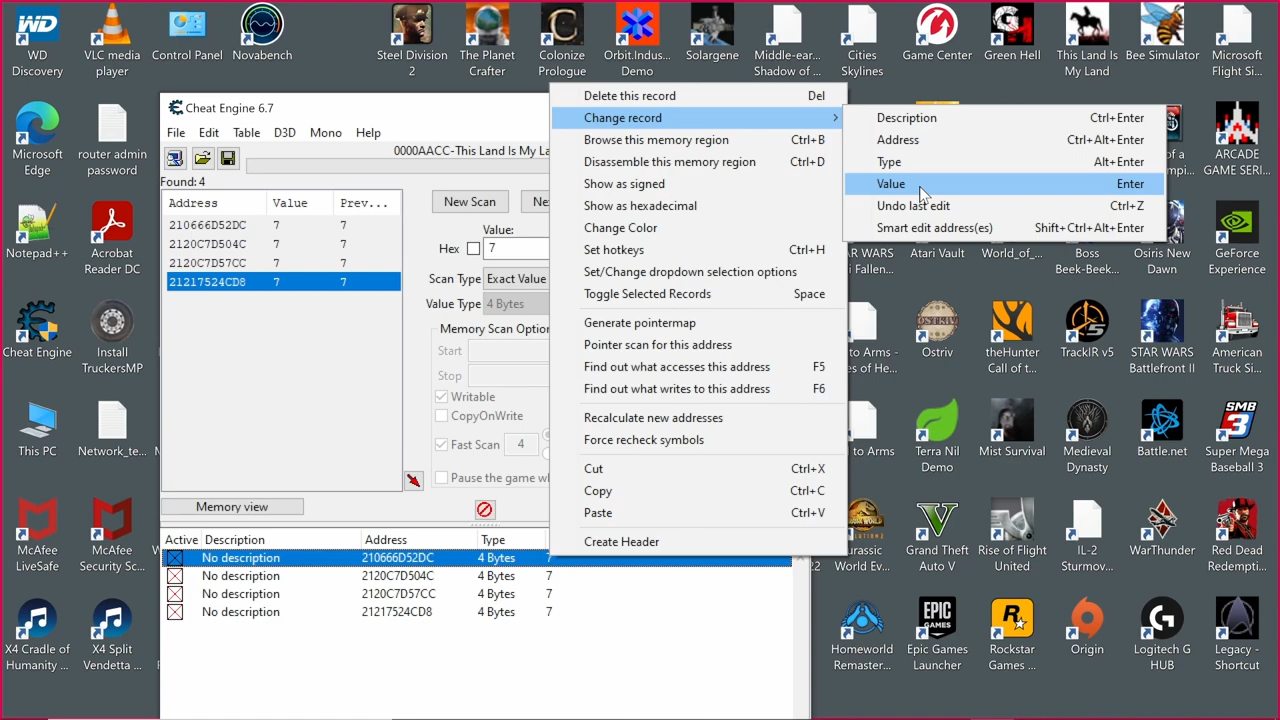 WD
Discovery
VLC media
player
Control Panel
Novabench
Steel Division
2
The Planet
Crafter
Colonize
Prologue
Orbit.Indus...
Demo
Solargene
Middle-ear...
Shadow of ...
Cities
Skylines
Game Center
Green Hell
This Land Is
My Land
Bee Simulator
Microsoft
Flight Si...
Microsoft
Edge
router admin
password
ARCADE
GAME SERI...
Notepad++
Acrobat
Reader DC
Atari Vault
World_of_...
Boss
Beek-Beek...
Osiris New
Dawn
GeForce
Experience
Cheat Engine
Install
TruckersMP
Ostriv
theHunter
Call of t...
TrackIR v5
STAR WARS
Battlefront II
American
Truck Si...
This PC
Network_te...
to Arms
Terra Nil
Demo
Mist Survival
Medieval
Dynasty
Battle.net
SMB
3
Super Mega
Baseball 3
McAfee
LiveSafe
McAfee
Security Sc...
Jurassic
World Ev...
Grand Theft
Auto V
Rise of Flight
United
IL-2
Sturmov...
WarThunder
Red Dead
Redempti...
X4 Cradle of
Humanity ...
X4 Split
Vendetta ...
Homeworld
Remaster...
EPIC
GAMES
Epic Games
Launcher
Rockstar
Games ...
Origin
Logitech G
HUB
Legacy -
Shortcut
Cheat Engine 6.7
File Edit Table D3D Mono Help
0000AACC-This Land Is My La
Found: 4
Address Value Prev...
210666D52DC 7 7
2120C7D504C 7 7
2120C7D57CC 7 7
21217524CD8 7 7
New Scan
Value:
Hex 7
Scan Type Exact Value
Value Type 4 Bytes
Memory Scan Option
Start
Stop
Writable
CopyOnWrite
Fast Scan 4
Pause the game wh
Memory view
Active Description Address Type
No description 210666D52DC 4 Bytes 7
No description 2120C7D504C 4 Bytes 7
No description 2120C7D57CC 4 Bytes 7
No description 21217524CD8 4 Bytes 7
Delete this record Del
Change record
Browse this memory region Ctrl+B
Disassemble this memory region Ctrl+D
Show as signed
Show as hexadecimal
Change Color
Set hotkeys Ctrl+H
Set/Change dropdown selection options
Toggle Selected Records Space
Generate pointermap
Pointer scan for this address
Find out what accesses this address F5
Find out what writes to this address F6
Recalculate new addresses
Force recheck symbols
Cut Ctrl+X
Copy Ctrl+C
Paste Ctrl+V
Create Header
Description Ctrl+Enter
Address Ctrl+Alt+Enter
Type Alt+Enter
Value Enter
Undo last edit Ctrl+Z
Smart edit address(es) Shift+Ctrl+Alt+Enter